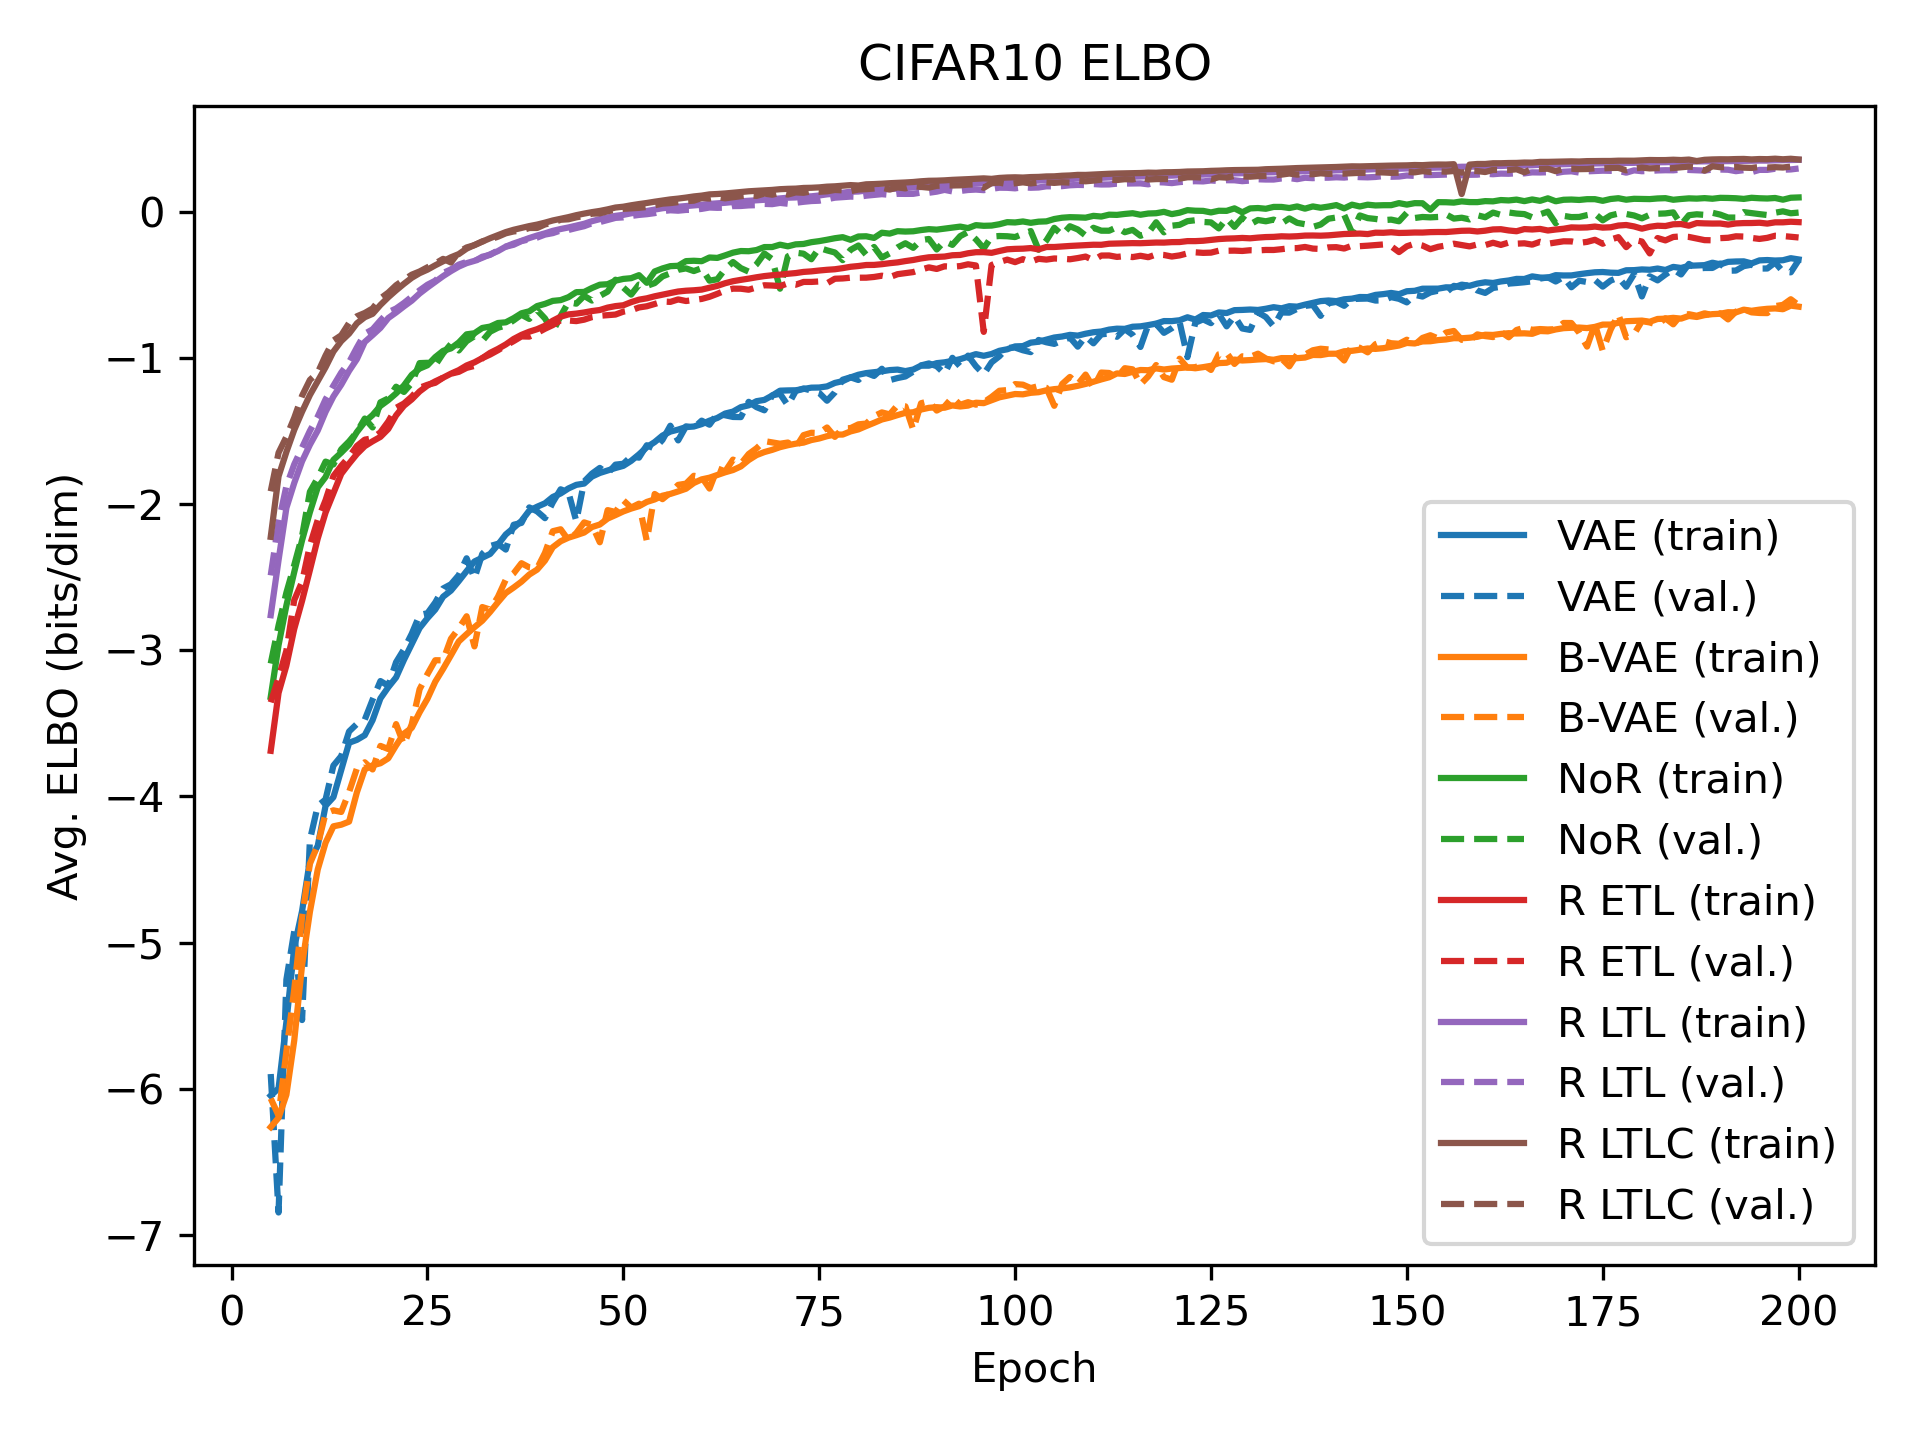 CIFAR10 ELBO
Avg. ELBO (bits/dim)
0
−1
−2
−3
−4
−5
−6
−7
VAE (train)
VAE (val.)
B-VAE (train)
B-VAE (val.)
NoR (train)
NoR (val.)
R ETL (train)
R ETL (val.)
R LTL (train)
R LTL (val.)
R LTLC (train)
R LTLC (val.)
0 25 50 75 100 125 150 175 200
Epoch